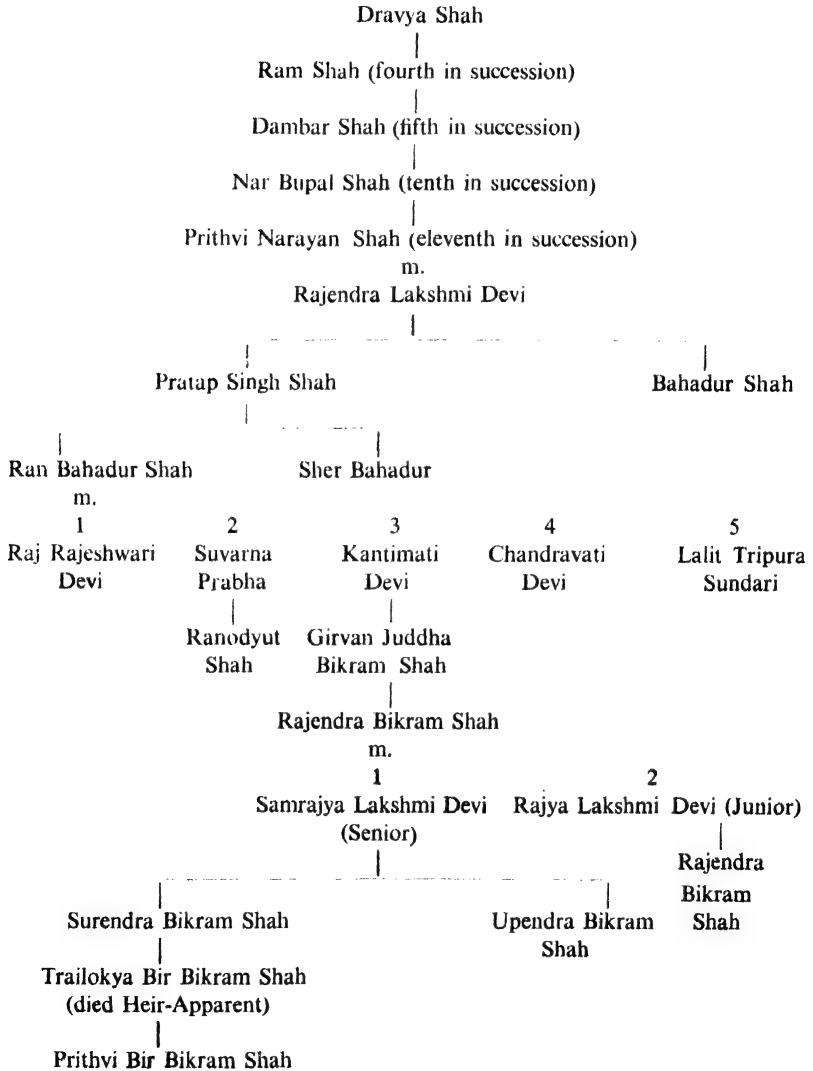 Dravya Shah
Ram Shah (fourth in succession)
Dambar Shah (fifth in succession)
Nar Bupal Shah (tenth in succession)
Prithvi Narayan Shah (eleventh in succession)
m.
Rajendra Lakshmi Devi
Pratap Singh Shah Bahadur Shah
Ran Bahadur Shah Sher Bahadur
m.
1 2 3 4 5
Raj Rajeshwari Suvarna Kantimati Chandravati Lalit Tripura
Devi Prabha Devi Devi Sundari
Ranodyut Girvan Juddha
Shah Bikram Shah
Rajendra Bikram Shah
m.
1 2
Samrajya Lakshmi Devi Rajya Lakshmi Devi (Junior)
(Senior)
Rajendra
Bikram
Surendra Bikram Shah Upendra Bikram Shah
Shah
Trailokya Bir Bikram Shah
(died Heir-Apparent)
Prithvi Bir Bikram Shah